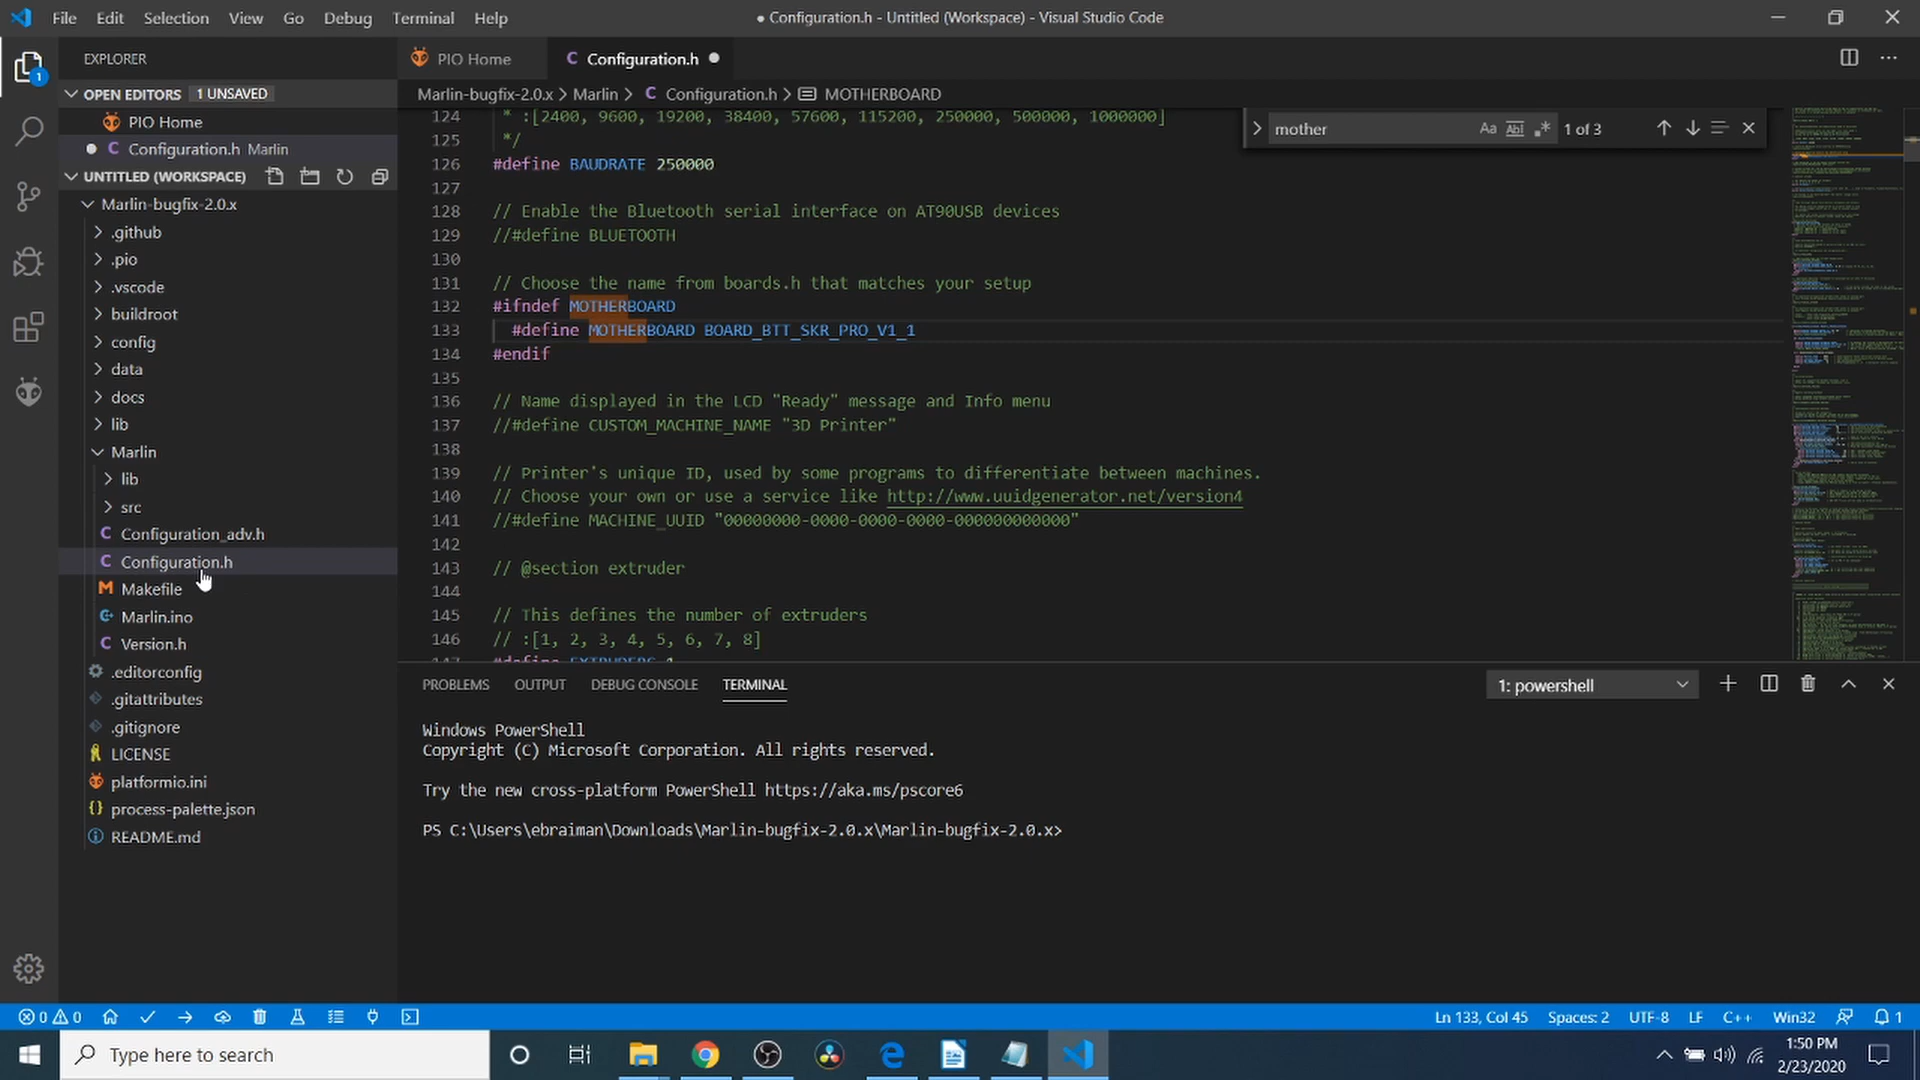 File Edit Selection View Go Debug Terminal Help
● Configuration.h - Untitled (Workspace) - Visual Studio Code
EXPLORER
OPEN EDITORS 1 UNSAVED
PIO Home
Configuration.h Marlin
UNTITLED (WORKSPACE)
Marlin-bugfix-2.0.x
.github
.pio
.vscode
buildroot
config
data
docs
lib
Marlin
lib
src
Configuration_adv.h
Configuration.h
Makefile
Marlin.ino
Version.h
.editorconfig
.gitattributes
.gitignore
LICENSE
platformio.ini
process-palette.json
README.md
1
PIO Home
Configuration.h
Marlin-bugfix-2.0.x > Marlin > C Configuration.h > MOTHERBOARD
mother Aa Abl .* 1 of 3
124 * :[2400, 9600, 19200, 38400, 57600, 115200, 250000, 500000, 1000000]
125 */
126 #define BAUDRATE 250000
127
128 // Enable the Bluetooth serial interface on AT90USB devices
129 //#define BLUETOOTH
130
131 // Choose the name from boards.h that matches your setup
132 #ifndef MOTHERBOARD
133 #define MOTHERBOARD BOARD_BTT_SKR_PRO_V1_1
134 #endif
135
136 // Name displayed in the LCD "Ready" message and Info menu
137 //#define CUSTOM_MACHINE_NAME "3D Printer"
138
139 // Printer's unique ID, used by some programs to differentiate between machines.
140 // Choose your own or use a service like http://www.uuidgenerator.net/version4
141 //#define MACHINE_UUID "00000000-0000-0000-0000-000000000000"
142
143 // @section extruder
144
145 // This defines the number of extruders
146 // :[1, 2, 3, 4, 5, 6, 7, 8]
147 #define EXTRUDERS 1
PROBLEMS OUTPUT DEBUG CONSOLE TERMINAL
1: powershell
Windows PowerShell
Copyright (C) Microsoft Corporation. All rights reserved.
Try the new cross-platform PowerShell https://aka.ms/pscore6
PS C:\Users\ebraiman\Downloads\Marlin-bugfix-2.0.x\Marlin-bugfix-2.0.x>
0 0
Ln 133, Col 45 Spaces: 2 UTF-8 LF C++ Win32 1
Type here to search
1:50 PM
2/23/2020